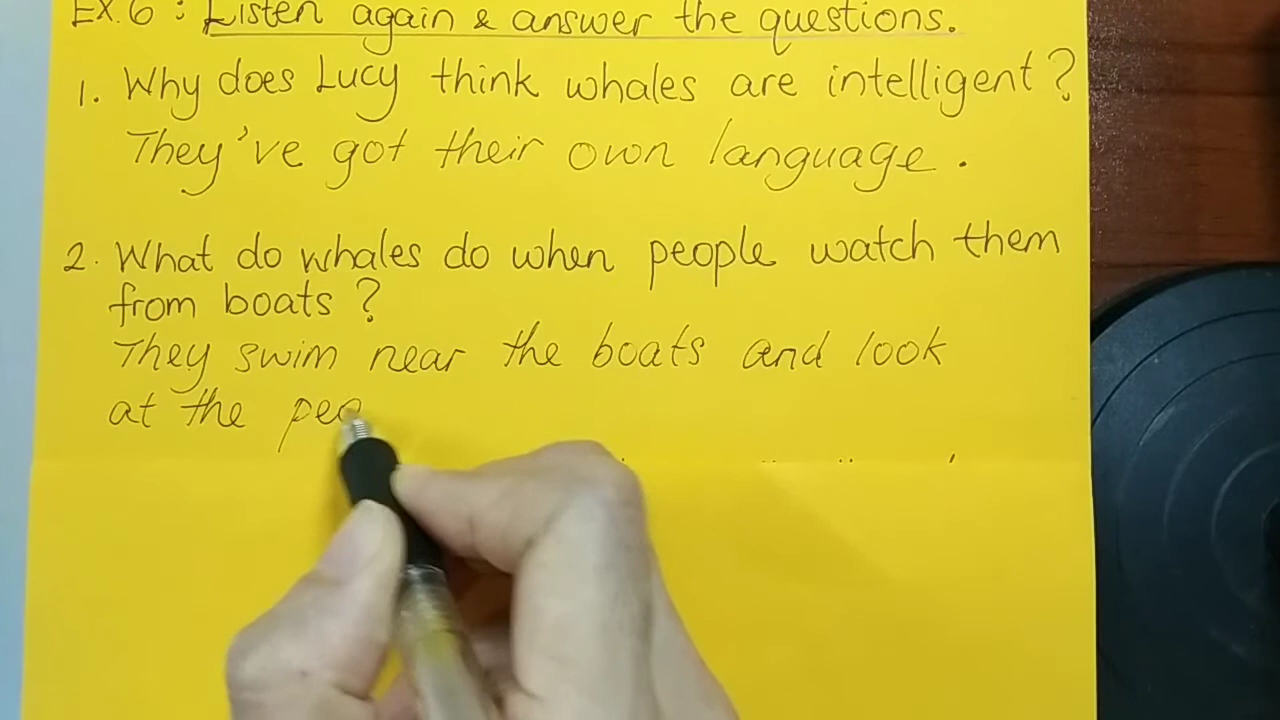 Ex.6 : Listen again & answer the questions.
1. Why does Lucy think whales are intelligent?
They've got their own language.
2. What do whales do when people watch them
from boats?
They swim near the boats and look
at the peo